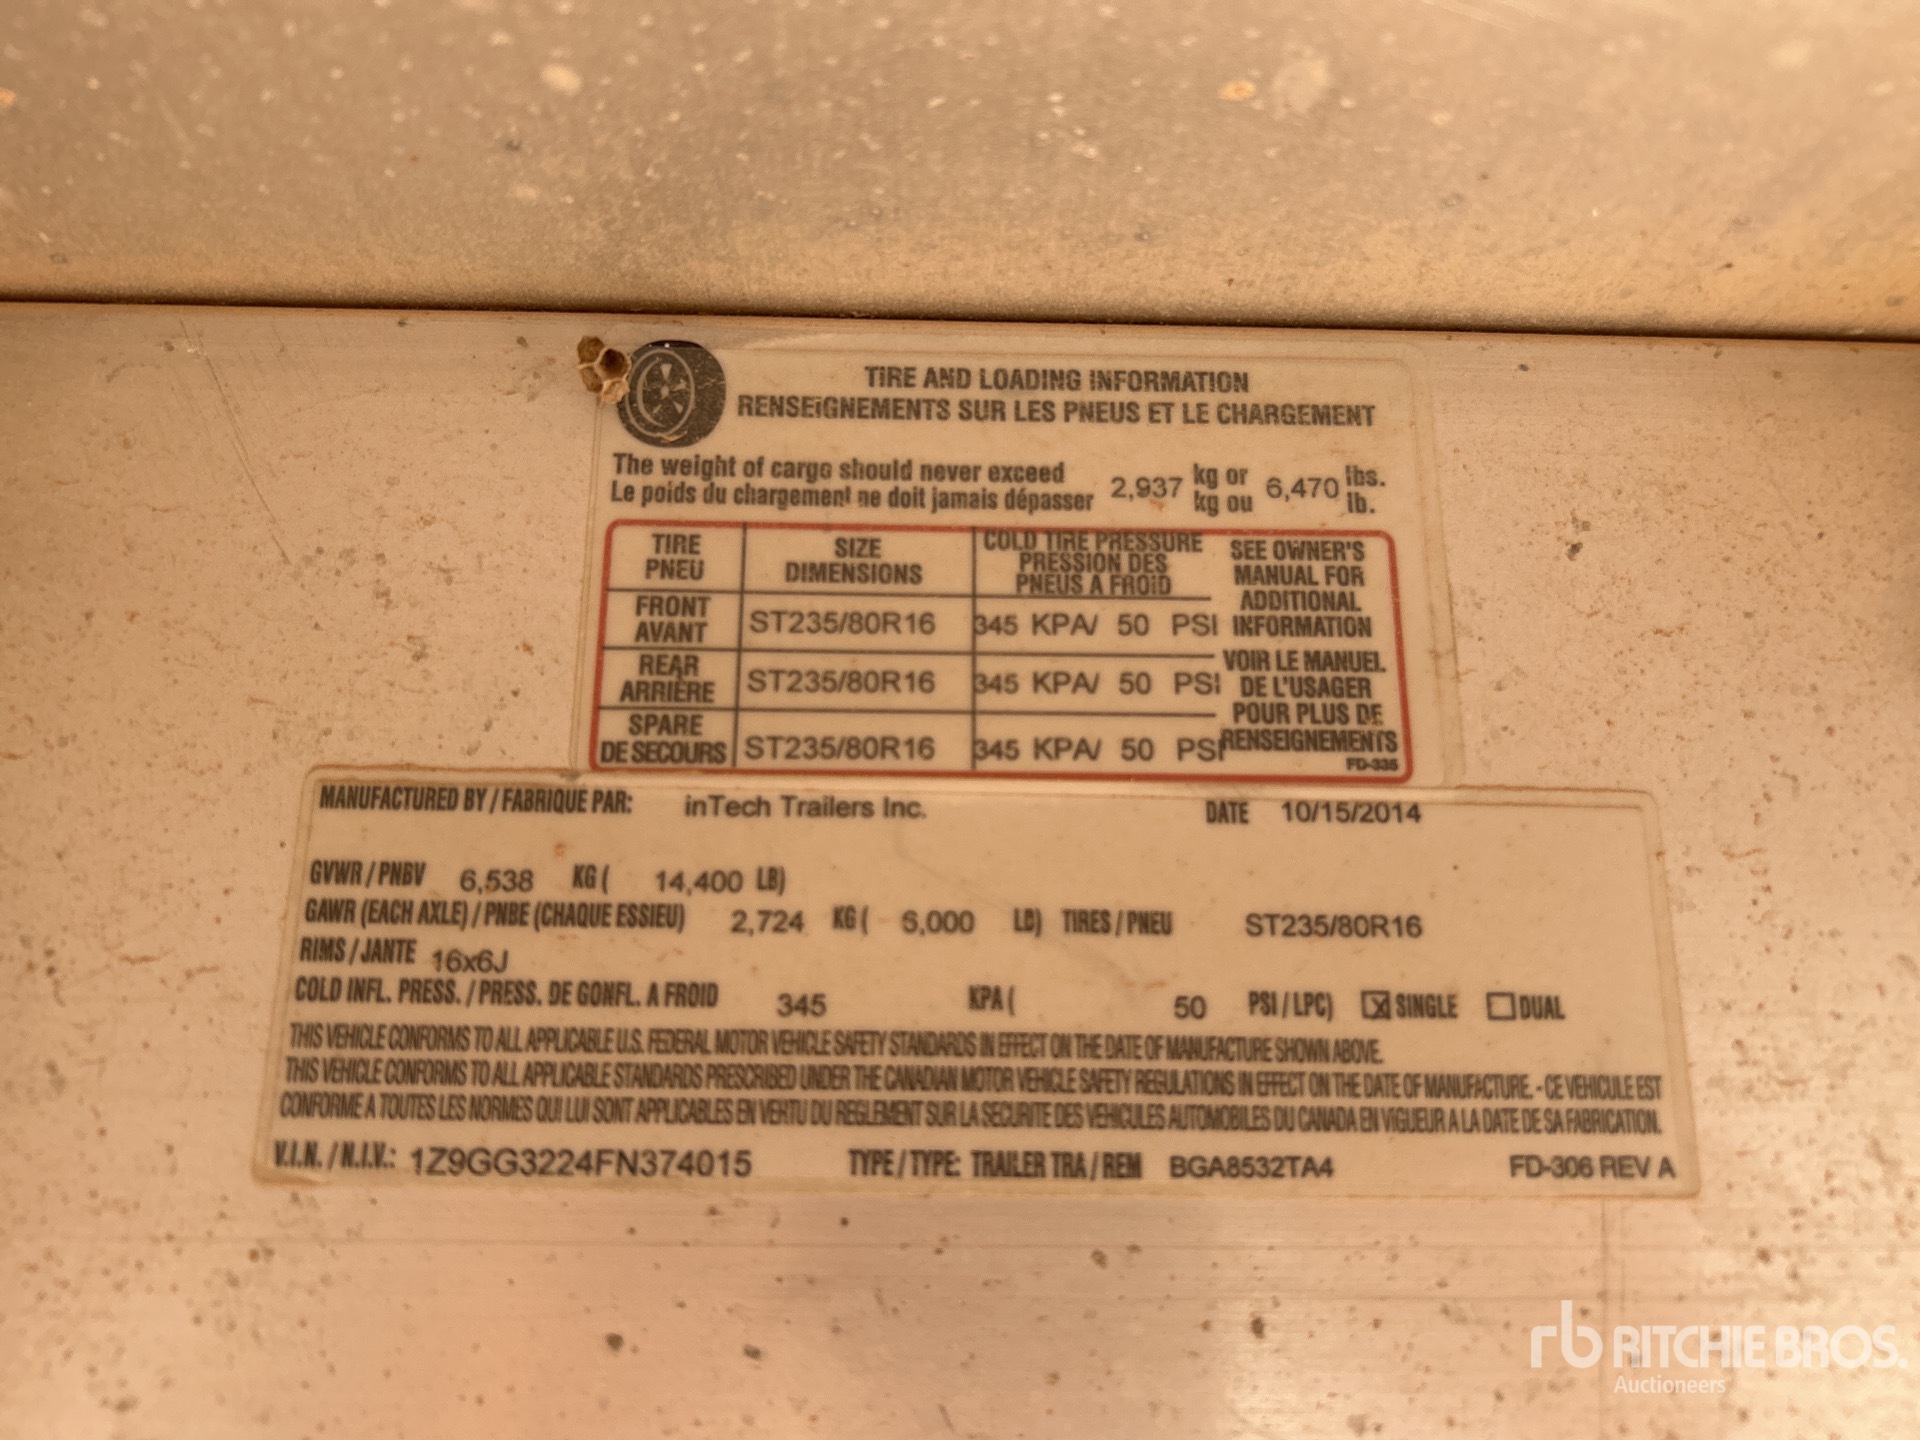 TIRE AND LOADING INFORMATION
RENSEIGNEMENTS SUR LES PNEUS ET LE CHARGEMENT
The weight of cargo should never exceed 2,937 kg or 6,470 lbs.
Le poids du chargement ne doit jamais dépasser kg ou lb.
TIRE SIZE COLD TIRE PRESSURE
PNEU DIMENSIONS PRESSION DES
PNEUS A FROID
FRONT
AVANT ST235/80R16 345 KPA/ 50 PSI
REAR
ARRIÈRE ST235/80R16 345 KPA/ 50 PSI
SPARE
DE SECOURS ST235/80R16 345 KPA/ 50 PSI
SEE OWNER'S
MANUAL FOR
ADDITIONAL
INFORMATION
VOIR LE MANUEL
DE L'USAGER
POUR PLUS DE
RENSEIGNEMENTS
FD-335
MANUFACTURED BY / FABRIQUE PAR: inTech Trailers Inc. DATE 10/15/2014
GVWR / PNBV 6,538 KG ( 14,400 LB)
GAWR (EACH AXLE) / PNBE (CHAQUE ESSIEU) 2,724 KG ( 6,000 LB) TIRES / PNEU ST235/80R16
RIMS / JANTE 16x6J
COLD INFL. PRESS. / PRESS. DE GONFL. A FROID 345 KPA ( 50 PSI / LPC) SINGLE DUAL
THIS VEHICLE CONFORMS TO ALL APPLICABLE U.S. FEDERAL MOTOR VEHICLE SAFETY STANDARDS IN EFFECT ON THE DATE OF MANUFACTURE SHOWN ABOVE.
THIS VEHICLE CONFORMS TO ALL APPLICABLE STANDARDS PRESCRIBED UNDER THE CANADIAN MOTOR VEHICLE SAFETY REGULATIONS IN EFFECT ON THE DATE OF MANUFACTURE. - CE VEHICULE EST
CONFORME A TOUTES LES NORMES QUI LUI SONT APPLICABLES EN VERTU DU REGLEMENT SUR LA SECURITE DES VEHICULES AUTOMOBILES DU CANADA EN VIGUEUR A LA DATE DE SA FABRICATION.
V.I.N. / N.I.V.: 1Z9GG3224FN374015 TYPE / TYPE: TRAILER TRA / REM BGA8532TA4 FD-306 REV A
rb RITCHIE BROS.
Auctioneers